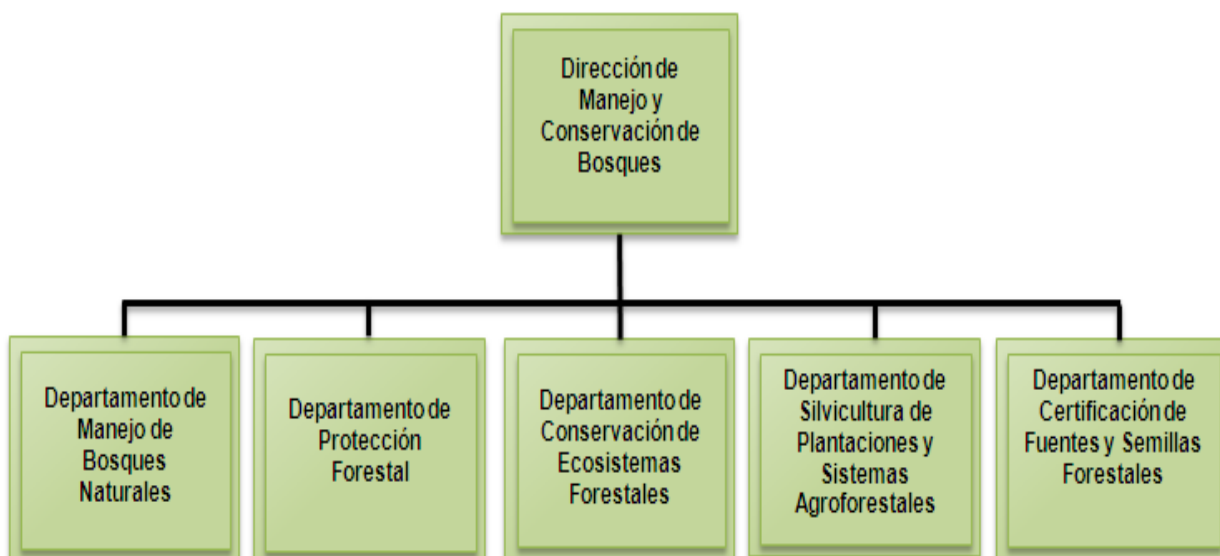 Dirección de
Manejo y
Conservación de
Bosques
Departamento de
Manejo de
Bosques
Naturales
Departamento de
Protección
Forestal
Departamento de
Conservación de
Ecosistemas
Forestales
Departamento de
Silvicultura de
Plantaciones y
Sistemas
Agroforestales
Departamento de
Certificación de
Fuentes y Semillas
Forestales